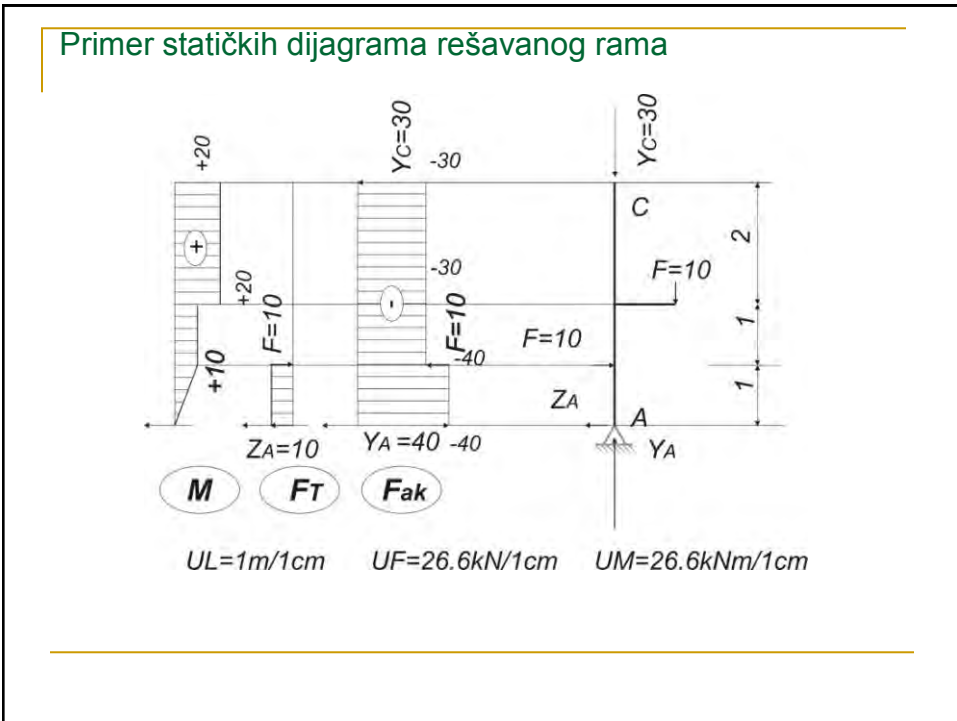 Primer statičkih dijagrama rešavanog rama
+20
YC=30
-30
YC=30
C
2
+
+20
F=10
-30
-
F=10
F=10
1
+10
F=10
-40
1
ZA
A
ZA=10
YA =40
-40
YA
M
FT
Fak
UL=1m/1cm
UF=26.6kN/1cm
UM=26.6kNm/1cm